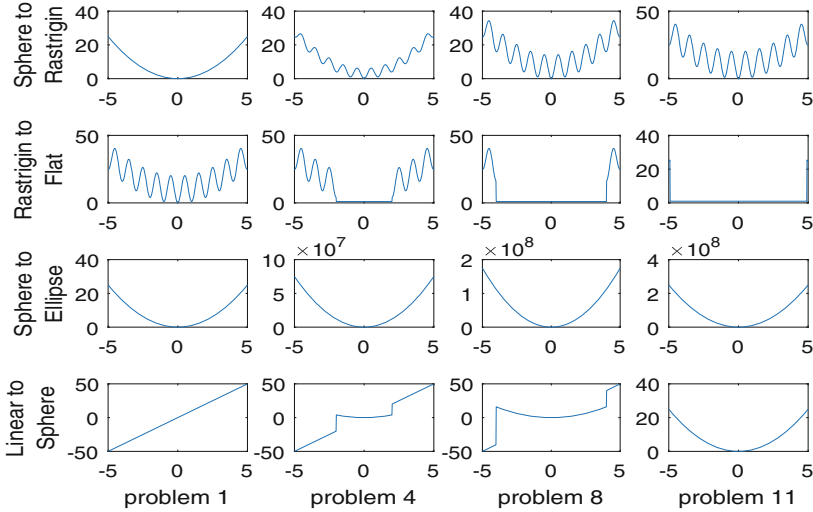 Sphere to
Rastrigin
40
20
0
-5 0 5
40
20
0
-5 0 5
40
20
0
-5 0 5
40
20
0
-5 0 5
Rastrigin to
Flat
50
0
-5 0 5
50
0
-5 0 5
50
0
-5 0 5
40
20
0
-5 0 5
Sphere to
Ellipse
40
20
0
-5 0 5
×10^7
10
5
0
-5 0 5
×10^8
2
1
0
-5 0 5
×10^8
4
2
0
-5 0 5
Linear to
Sphere
50
0
-50
-5 0 5
problem 1
50
0
-50
-5 0 5
problem 4
50
0
-50
-5 0 5
problem 8
40
20
0
-5 0 5
problem 11